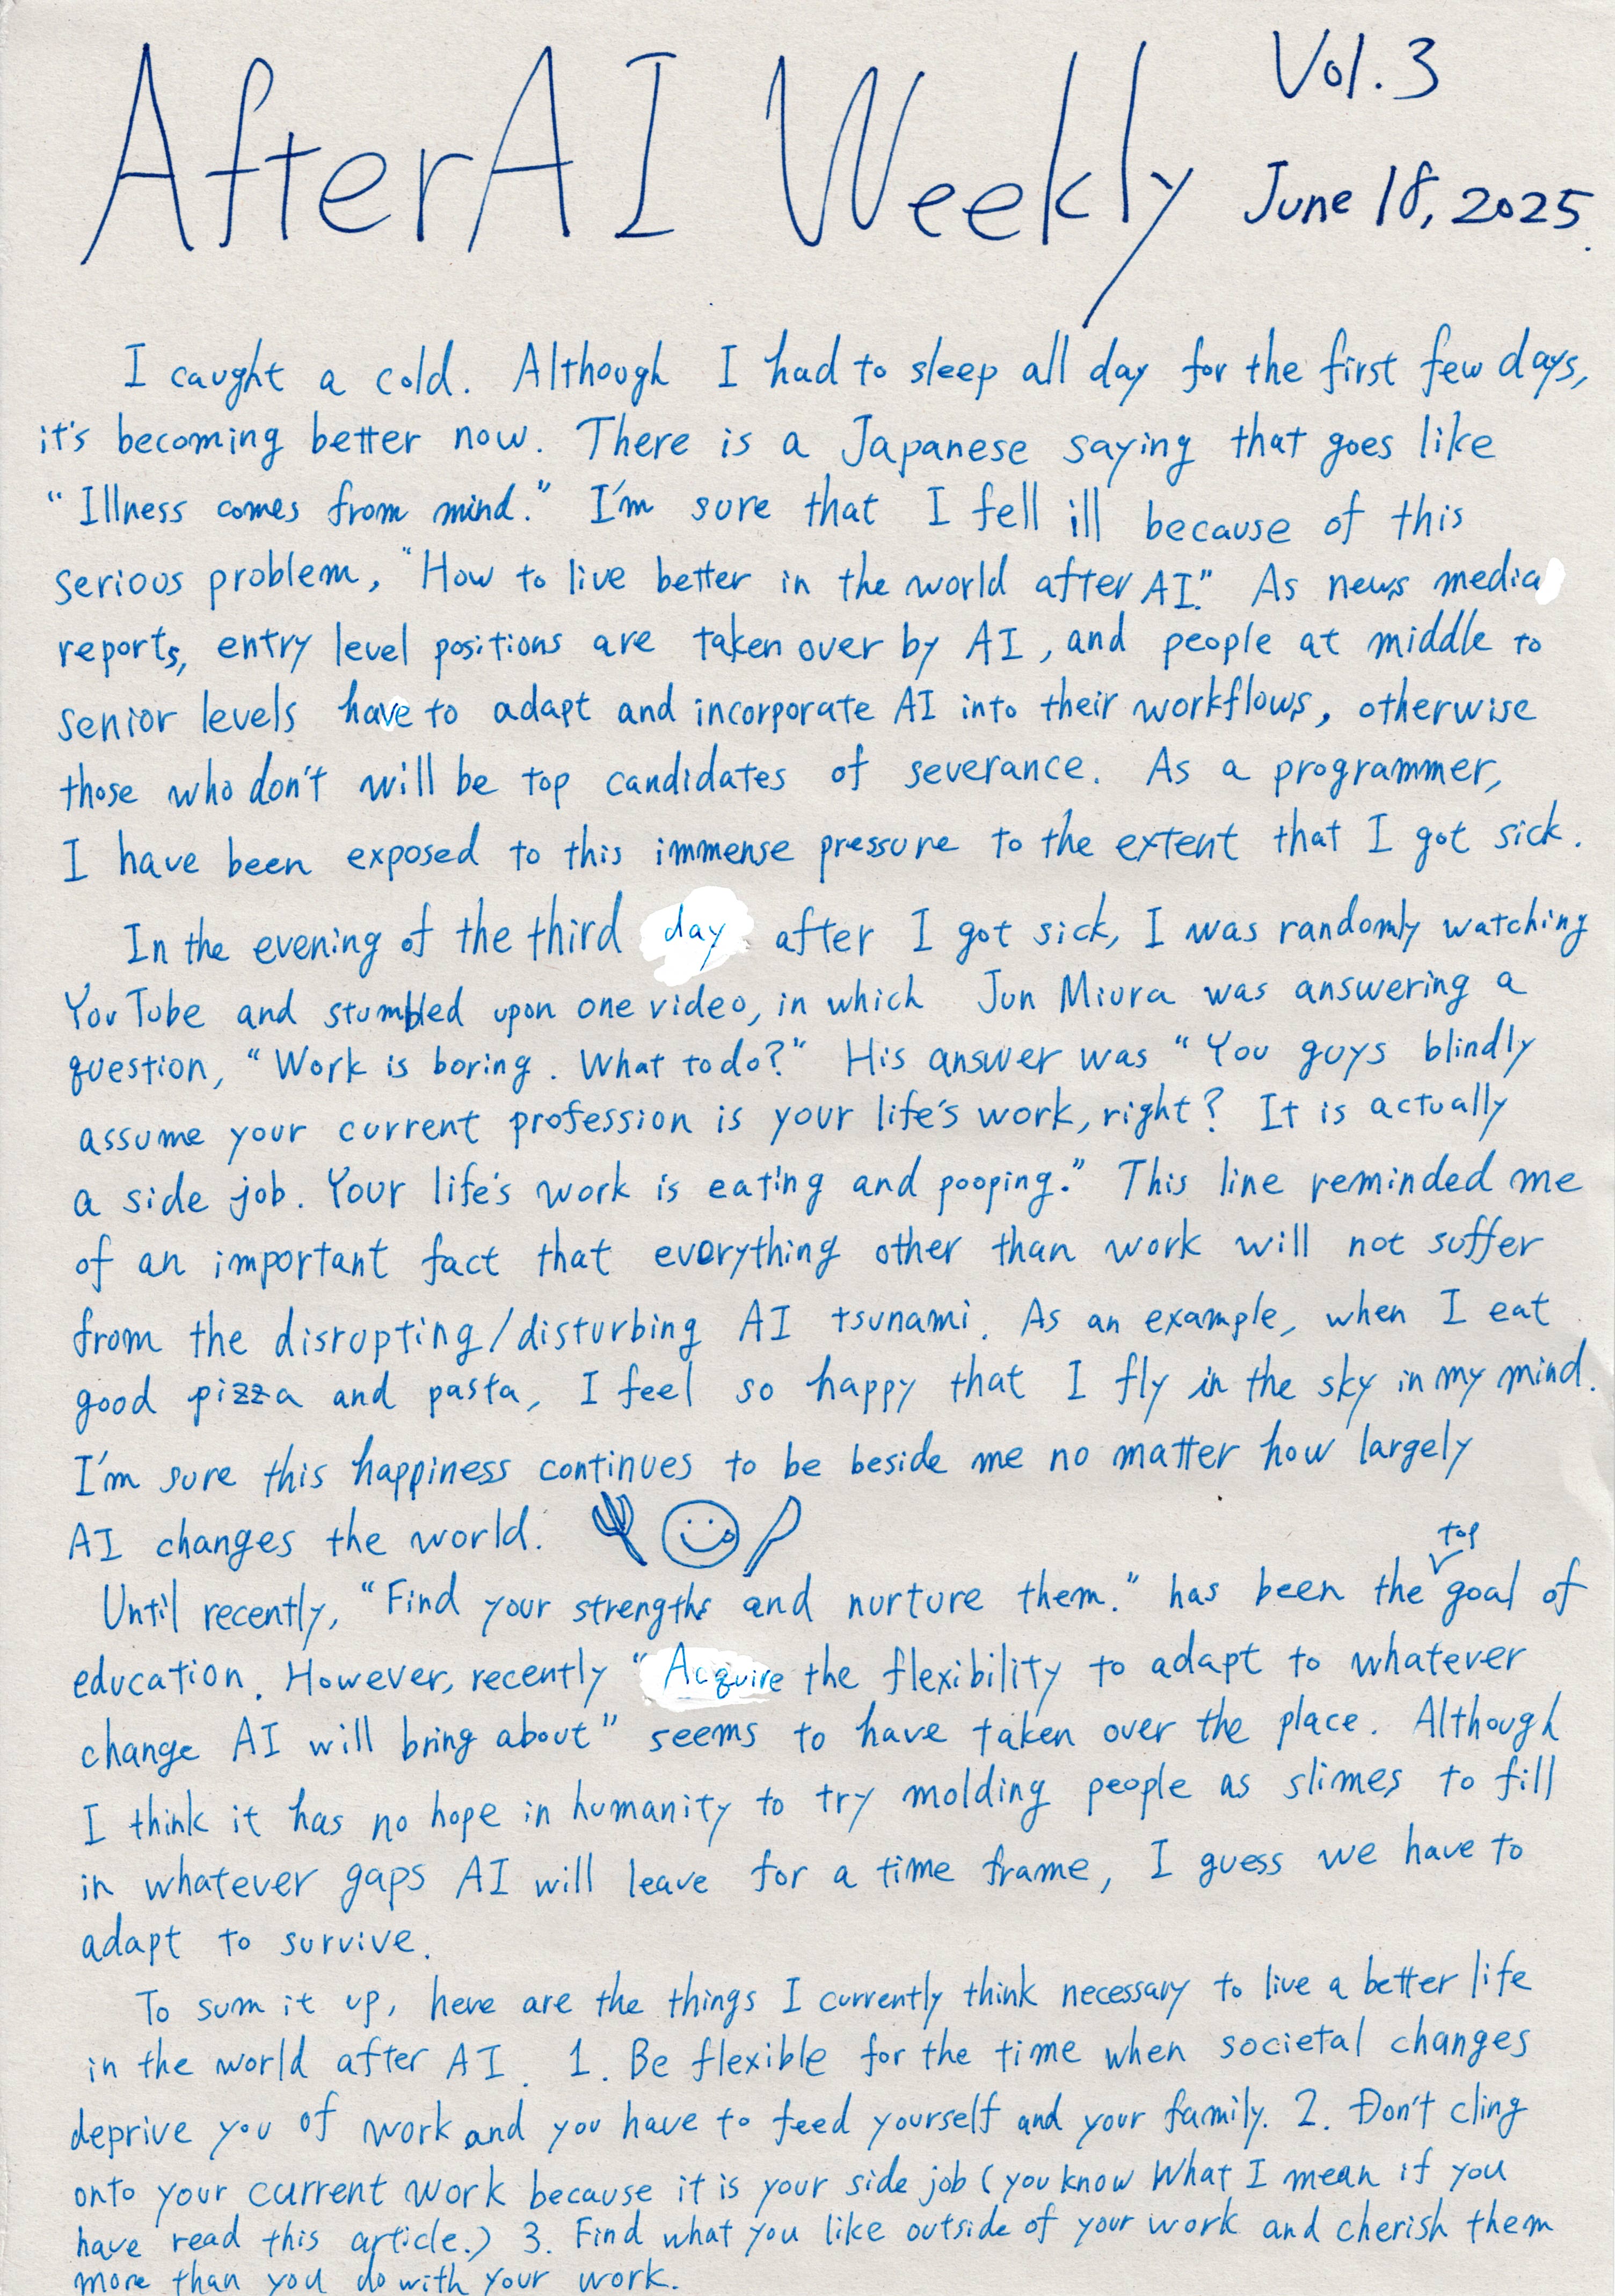 AfterAI Weekly
Vol. 3
June 18, 2025.
I caught a cold. Although I had to sleep all day for the first few days,
it's becoming better now. There is a Japanese saying that goes like
"Illness comes from mind." I'm sure that I fell ill because of this
serious problem, "How to live better in the world after AI." As news media
reports, entry level positions are taken over by AI, and people at middle to
senior levels have to adapt and incorporate AI into their workflows, otherwise
those who don't will be top candidates of severance. As a programmer,
I have been exposed to this immense pressure to the extent that I got sick.
In the evening of the third day after I got sick, I was randomly watching
YouTube and stumbled upon one video, in which Jun Miura was answering a
question, "Work is boring. What to do?" His answer was "You guys blindly
assume your current profession is your life's work, right? It is actually
a side job. Your life's work is eating and pooping." This line reminded me
of an important fact that everything other than work will not suffer
from the disrupting/disturbing AI tsunami. As an example, when I eat
good pizza and pasta, I feel so happy that I fly in the sky in my mind.
I'm sure this happiness continues to be beside me no matter how largely
AI changes the world.
Until recently, "Find your strengths and nurture them." has been the top goal of
education. However, recently "Acquire the flexibility to adapt to whatever
change AI will bring about" seems to have taken over the place. Although
I think it has no hope in humanity to try molding people as slimes to fill
in whatever gaps AI will leave for a time frame, I guess we have to
adapt to survive.
To sum it up, here are the things I currently think necessary to live a better life
in the world after AI. 1. Be flexible for the time when societal changes
deprive you of work and you have to feed yourself and your family. 2. Don't cling
onto your current work because it is your side job (you know What I mean if you
have read this article.) 3. Find what you like outside of your work and cherish them
more than you do with your work.